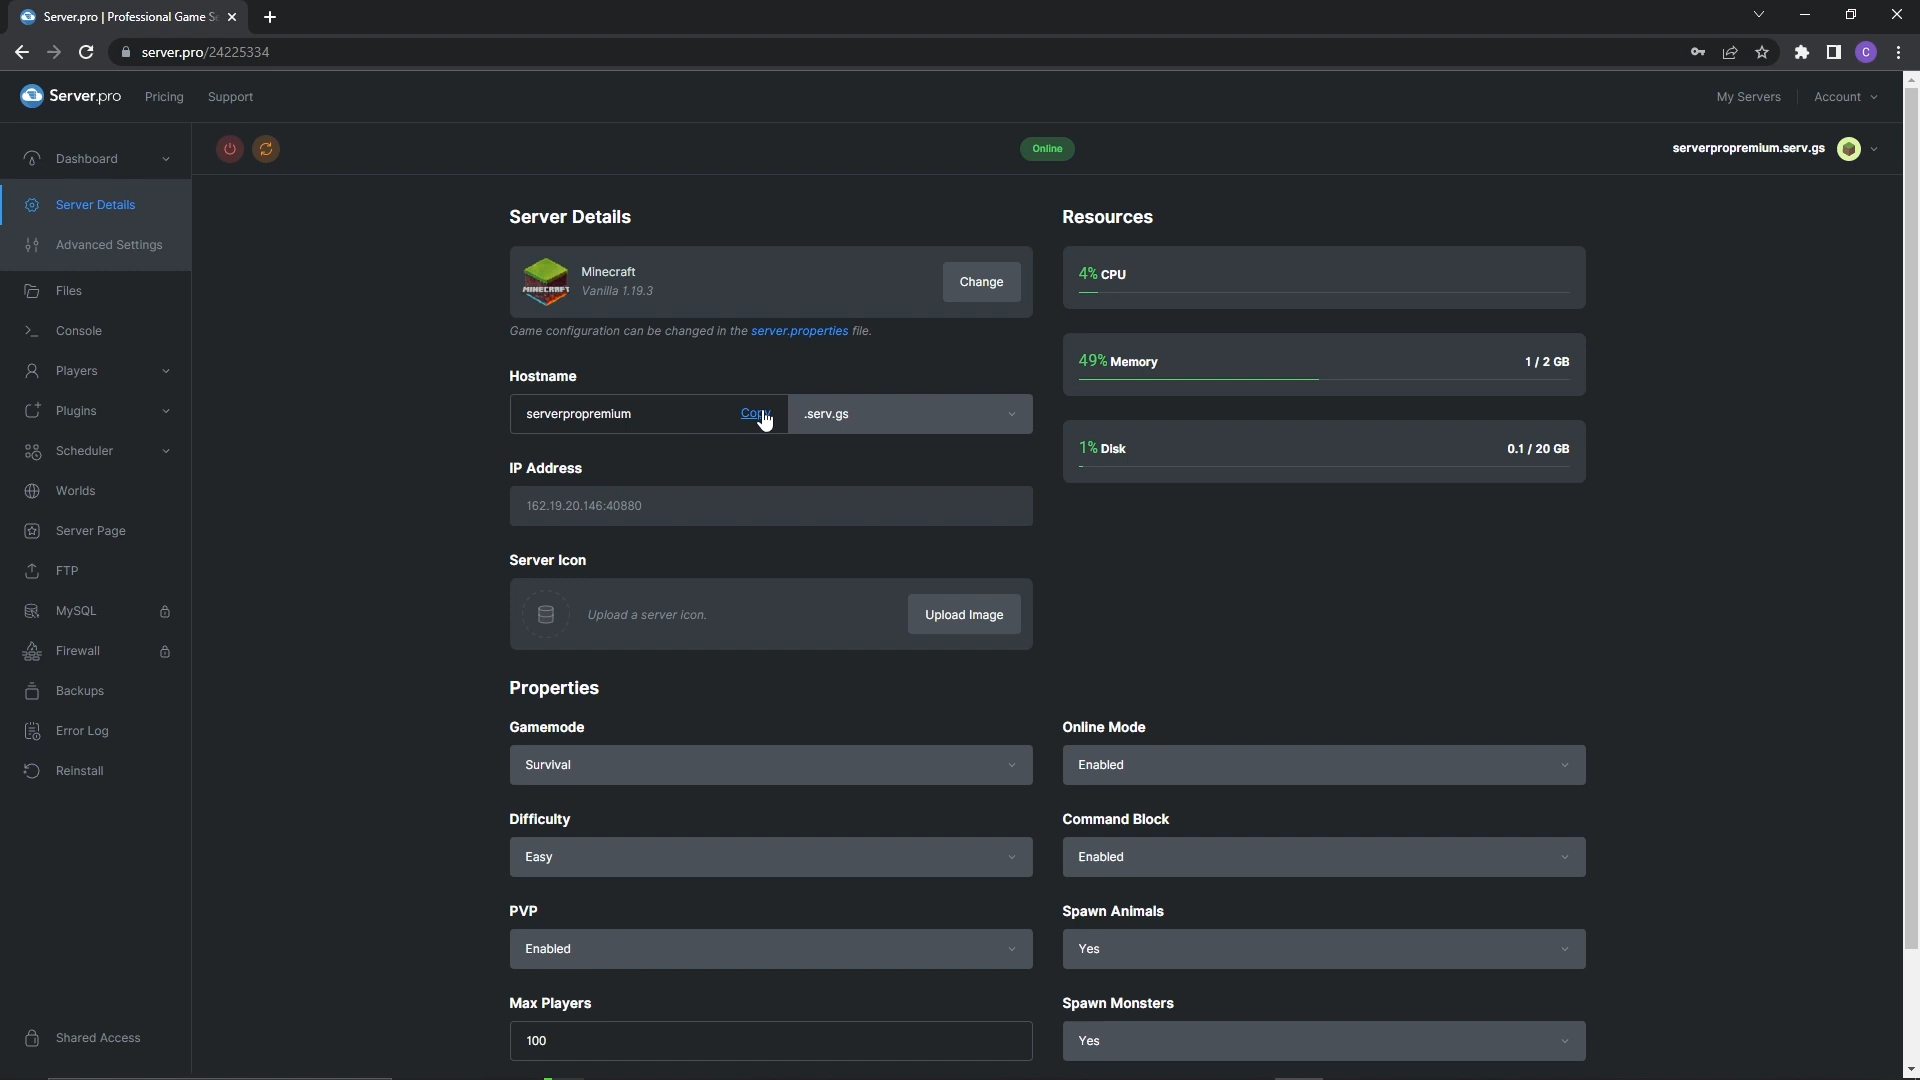 Server.pro | Professional Game S
server.pro/24225334
C
Server.pro
Pricing
Support
My Servers
Account
Online
serverpropremium.serv.gs
Dashboard
Server Details
Advanced Settings
Files
Console
Players
Plugins
Scheduler
Worlds
Server Page
FTP
MySQL
Firewall
Backups
Error Log
Reinstall
Shared Access
Server Details
MINECRAFT
Minecraft
Vanilla 1.19.3
Change
Game configuration can be changed in the server.properties file.
Hostname
serverpropremium
Copy
.serv.gs
IP Address
162.19.20.146:40880
Server Icon
Upload a server icon.
Upload Image
Resources
4% CPU
49% Memory
1 / 2 GB
1% Disk
0.1 / 20 GB
Properties
Gamemode
Survival
Online Mode
Enabled
Difficulty
Easy
Command Block
Enabled
PVP
Enabled
Spawn Animals
Yes
Max Players
100
Spawn Monsters
Yes